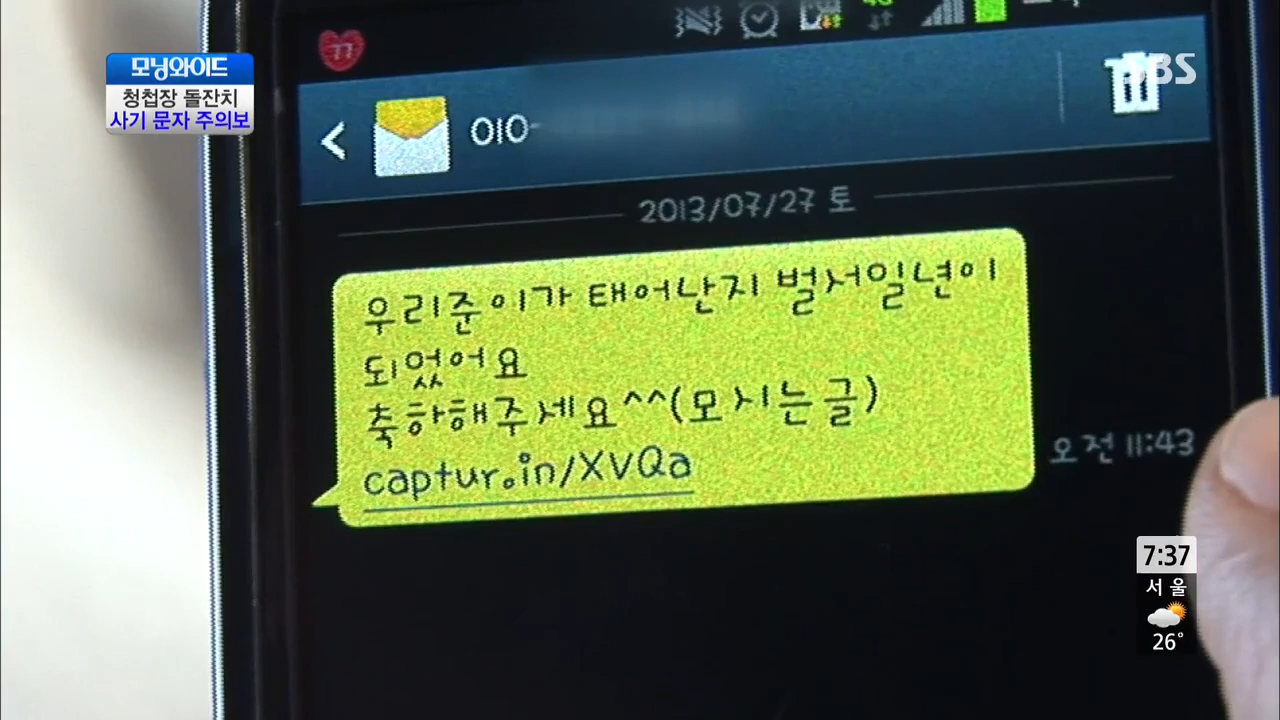 모닝와이드
청첩장 돌잔치
사기 문자 주의보
SBS
010-
2013/07/27 토
우리준이가 태어난지 벌서일년이
되었어요
축하해주세요^^(모시는글)
captur.in/XVQa
오전 11:43
7:37
서울
26°